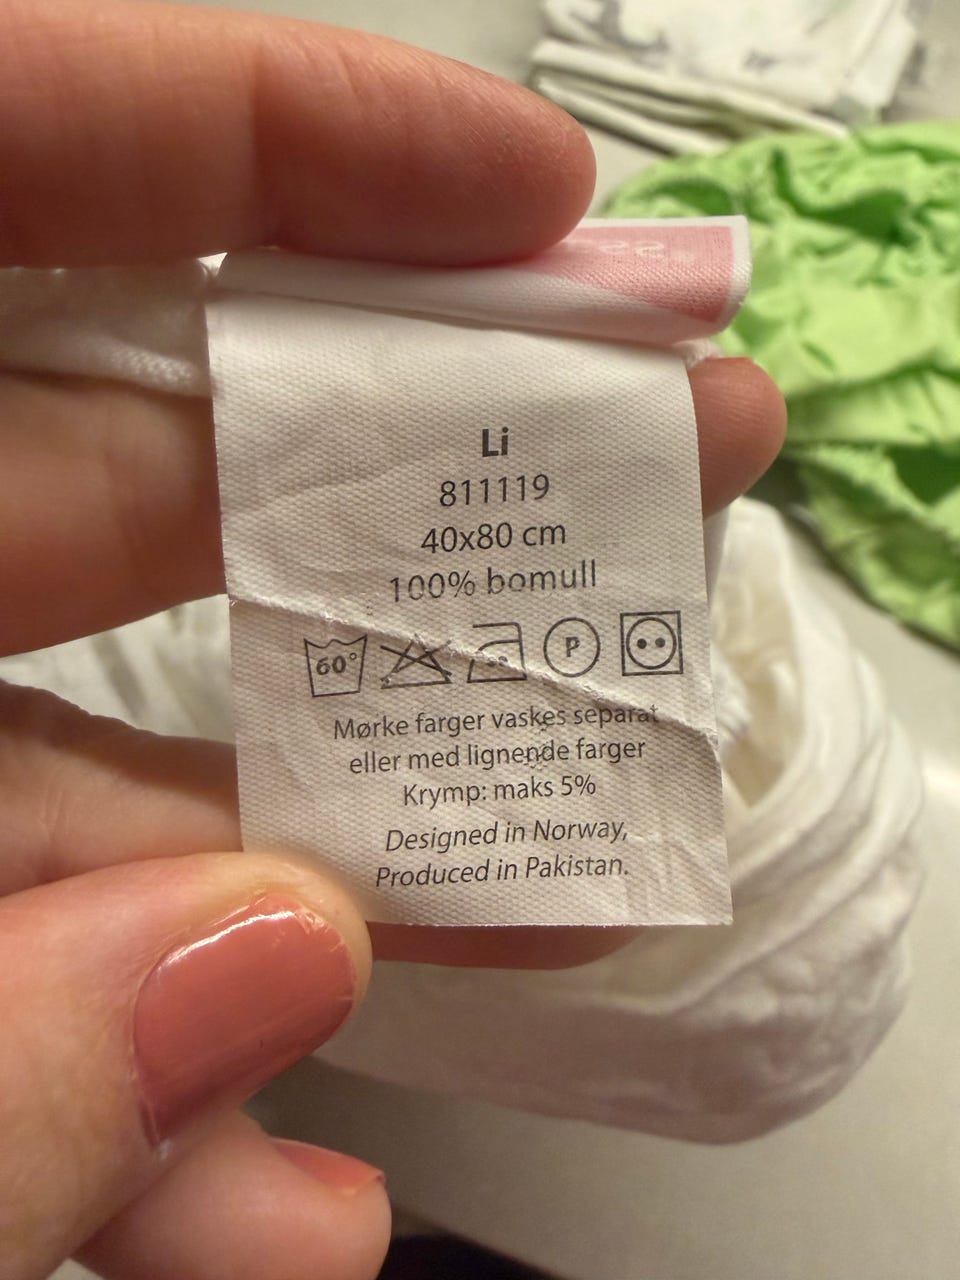 Li
811119
40x80 cm
100% bomull
60° P
Mørke farger vaskes separat
eller med lignende farger
Krymp: maks 5%
Designed in Norway,
Produced in Pakistan.